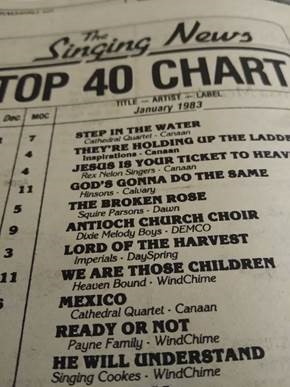 The
Singing News
TOP 40 CHART
TITLE — ARTIST — LABEL
January 1983
Dec MOC
7 STEP IN THE WATER
Cathedral Quartet - Canaan
4 THEY'RE HOLDING UP THE LADDE
Inspirations - Canaan
4 JESUS IS YOUR TICKET TO HEAV
Rex Nelon Singers - Canaan
11 GOD'S GONNA DO THE SAME
Hinsons - Calvary
5 THE BROKEN ROSE
Squire Parsons - Dawn
9 ANTIOCH CHURCH CHOIR
Dixie Melody Boys - DEMCO
3 LORD OF THE HARVEST
Imperials - DaySpring
11 WE ARE THOSE CHILDREN
Heaven Bound - WindChime
MEXICO
Cathedral Quartet - Canaan
READY OR NOT
Payne Family - WindChime
HE WILL UNDERSTAND
Singing Cookes - WindChime